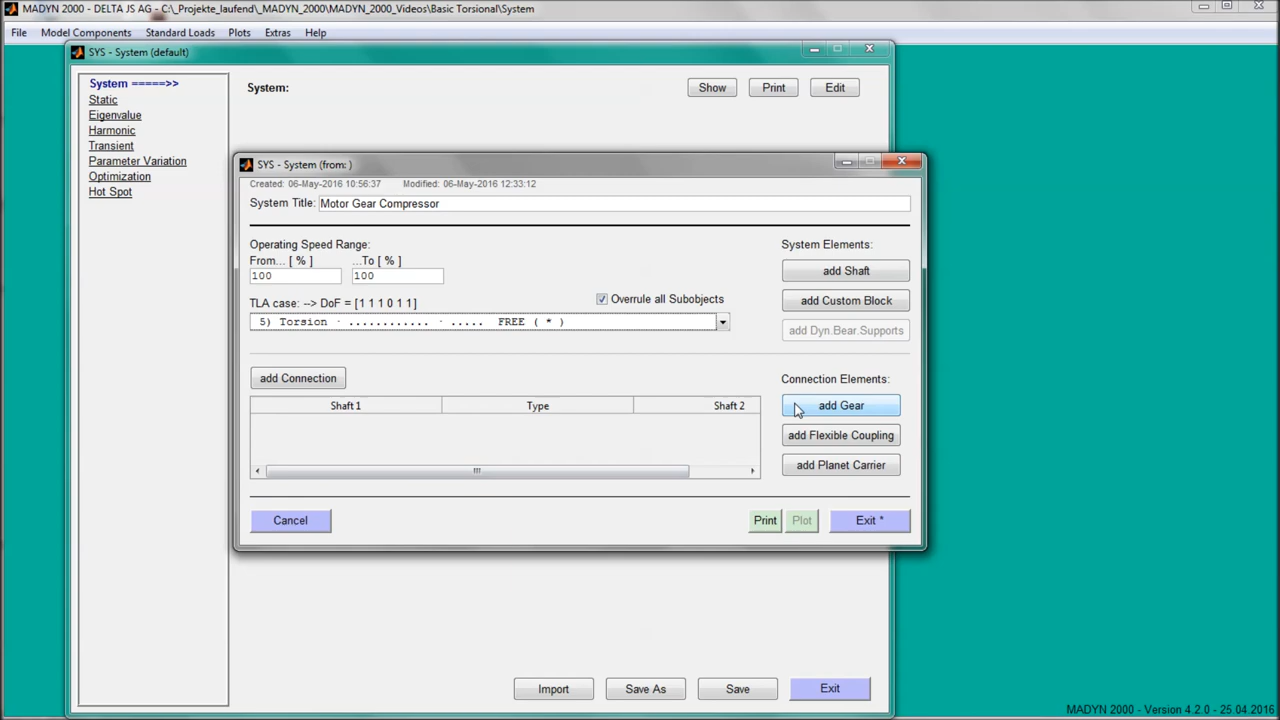 MADYN 2000 - DELTA JS AG - C:\_Projekte_laufend\_MADYN_2000\MADYN_2000_Videos\Basic Torsional\System
File Model Components Standard Loads Plots Extras Help
SYS - System (default)
System =====>>
Static
Eigenvalue
Harmonic
Transient
Parameter Variation
Optimization
Hot Spot
System:
Show Print Edit
SYS - System (from: )
Created: 06-May-2016 10:56:37 Modified: 06-May-2016 12:33:12
System Title: Motor Gear Compressor
Operating Speed Range:
From... [ % ] ...To [ % ]
100 100
TLA case: --> DoF = [1 1 1 0 1 1] Overrule all Subobjects
5) Torsion - ............ - ..... FREE ( * )
System Elements:
add Shaft
add Custom Block
add Dyn.Bear.Supports
add Connection
Shaft 1 Type Shaft 2
Connection Elements:
add Gear
add Flexible Coupling
add Planet Carrier
Cancel Print Plot Exit *
Import Save As Save Exit
MADYN 2000 - Version 4.2.0 - 25.04.2016